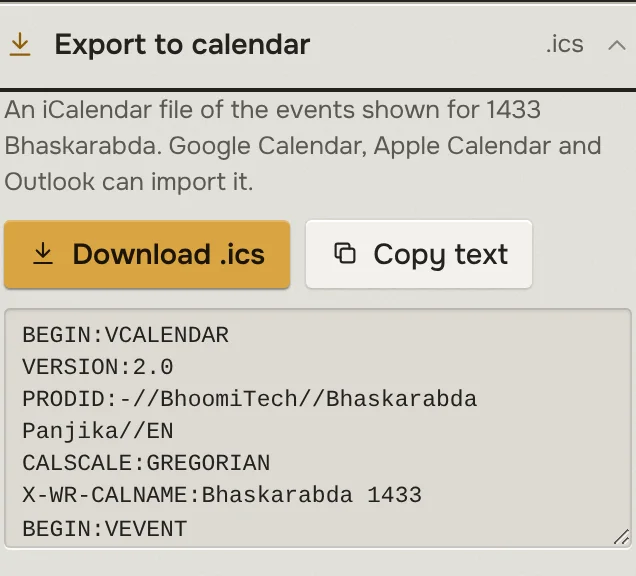 Export to calendar .ics
An iCalendar file of the events shown for 1433
Bhaskarabda. Google Calendar, Apple Calendar and
Outlook can import it.
Download .ics Copy text
BEGIN:VCALENDAR
VERSION:2.0
PRODID:-//BhoomiTech//Bhaskarabda
Panjika//EN
CALSCALE:GREGORIAN
X-WR-CALNAME:Bhaskarabda 1433
BEGIN:VEVENT